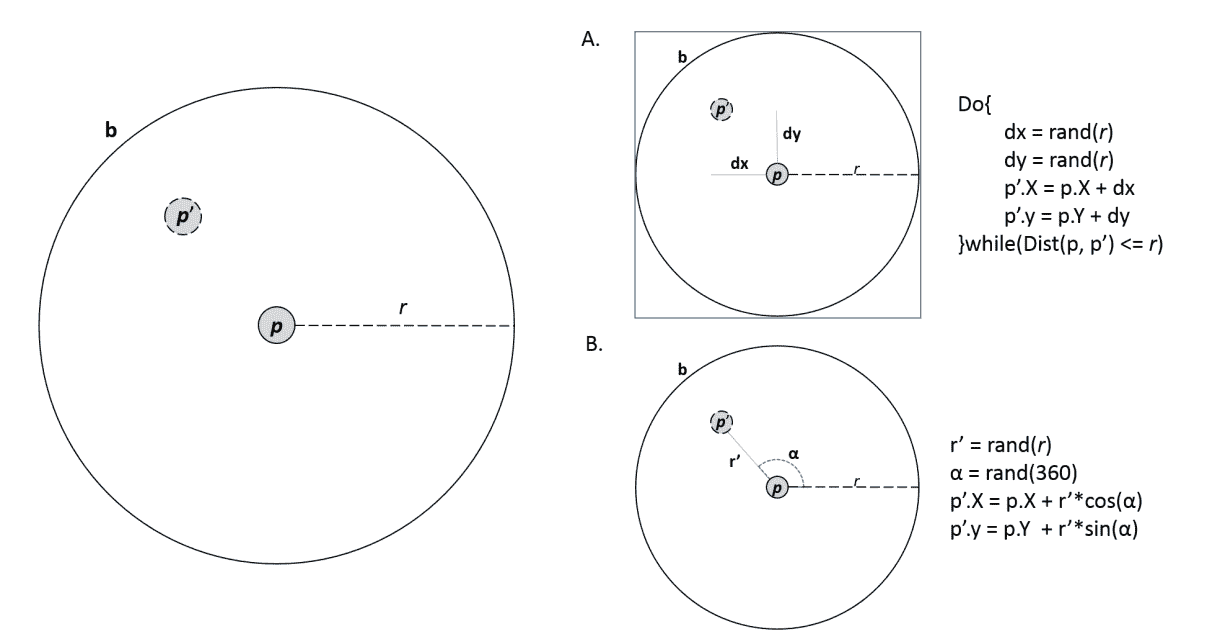 b
p’
p
r
A.
b
p’
dy
dx
p
r
Do{
dx = rand(r)
dy = rand(r)
p’.X = p.X + dx
p’.y = p.Y + dy
}while(Dist(p, p’) <= r)
B.
b
p’
r’
α
p
r
r’ = rand(r)
α = rand(360)
p’.X = p.X + r’*cos(α)
p’.y = p.Y + r’*sin(α)